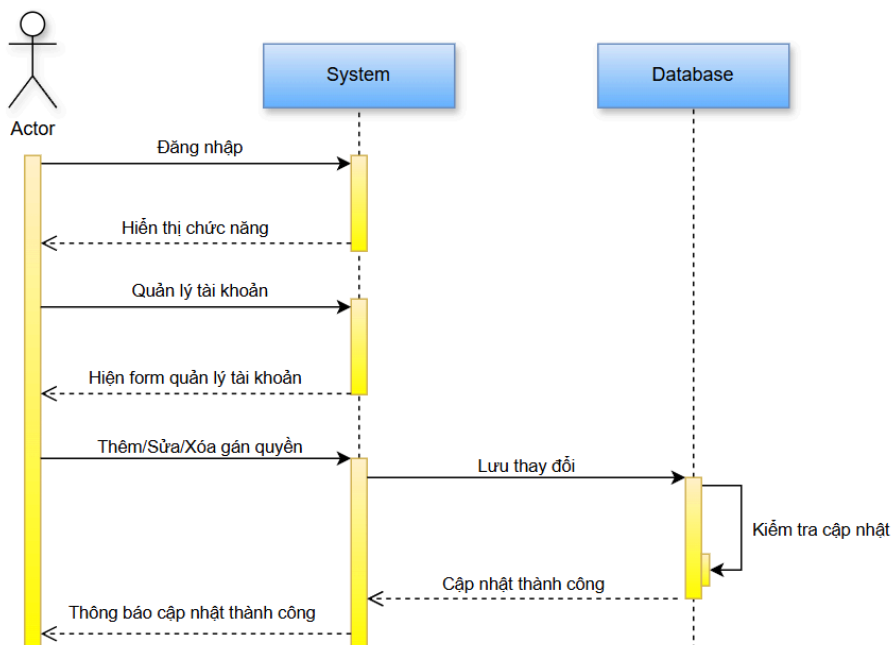 System
Database
Actor
Đăng nhập
Hiển thị chức năng
Quản lý tài khoản
Hiện form quản lý tài khoản
Thêm/Sửa/Xóa gán quyền
Lưu thay đổi
Kiểm tra cập nhật
Cập nhật thành công
Thông báo cập nhật thành công